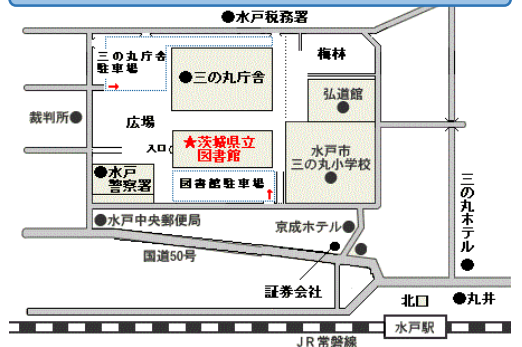 ●水戸税務署
三の丸庁舎
駐車場
梅林
●三の丸庁舎
弘道館
●
裁判所●
広場
入口
★茨城県立
図書館
水戸市
三の丸小学校
●
●水戸
警察署
図書館駐車場
三の丸ホテル●
●水戸中央郵便局
京成ホテル●
国道50号
証券会社
北口
●丸井
水戸駅
JR常磐線